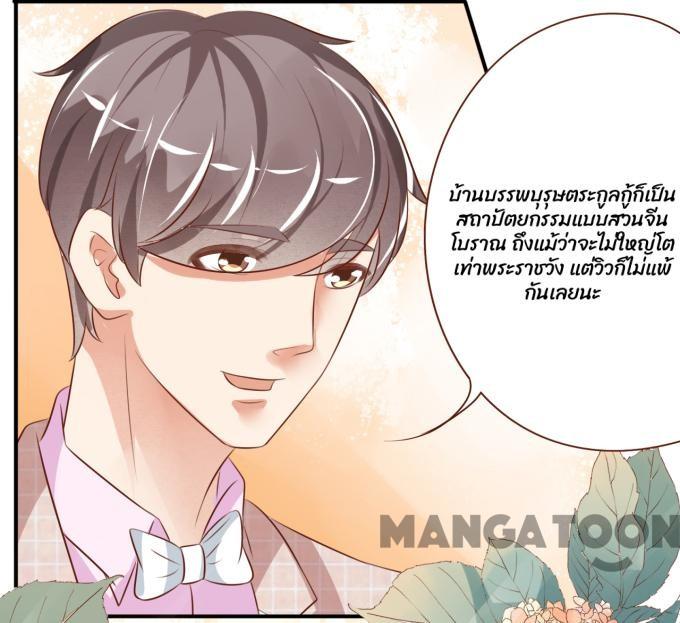 บ้านบรรพบุรุษตระกูลกู้ก็เป็น
สถาปัตยกรรมแบบสวนจีน
โบราณ ถึงแม้ว่าจะไม่ใหญ่โต
เท่าพระราชวัง แต่วิวก็ไม่แพ้
กันเลยนะ
MANGATOON